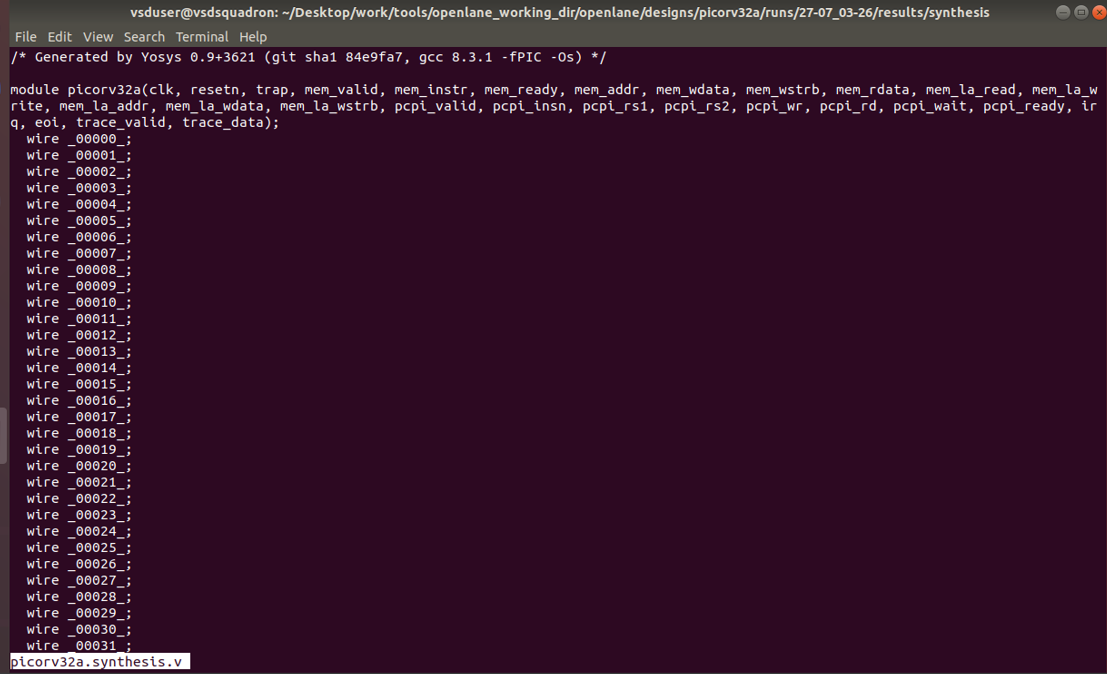 vsduser@vsdsquadron: ~/Desktop/work/tools/openlane_working_dir/openlane/designs/picorv32a/runs/27-07_03-26/results/synthesis
File Edit View Search Terminal Help
/* Generated by Yosys 0.9+3621 (git sha1 84e9fa7, gcc 8.3.1 -fPIC -Os) */
module picorv32a(clk, resetn, trap, mem_valid, mem_instr, mem_ready, mem_addr, mem_wdata, mem_wstrb, mem_rdata, mem_la_read, mem_la_w
rite, mem_la_addr, mem_la_wdata, mem_la_wstrb, pcpi_valid, pcpi_insn, pcpi_rs1, pcpi_rs2, pcpi_wr, pcpi_rd, pcpi_wait, pcpi_ready, ir
q, eoi, trace_valid, trace_data);
wire _00000_;
wire _00001_;
wire _00002_;
wire _00003_;
wire _00004_;
wire _00005_;
wire _00006_;
wire _00007_;
wire _00008_;
wire _00009_;
wire _00010_;
wire _00011_;
wire _00012_;
wire _00013_;
wire _00014_;
wire _00015_;
wire _00016_;
wire _00017_;
wire _00018_;
wire _00019_;
wire _00020_;
wire _00021_;
wire _00022_;
wire _00023_;
wire _00024_;
wire _00025_;
wire _00026_;
wire _00027_;
wire _00028_;
wire _00029_;
wire _00030_;
wire _00031_;
picorv32a.synthesis.v